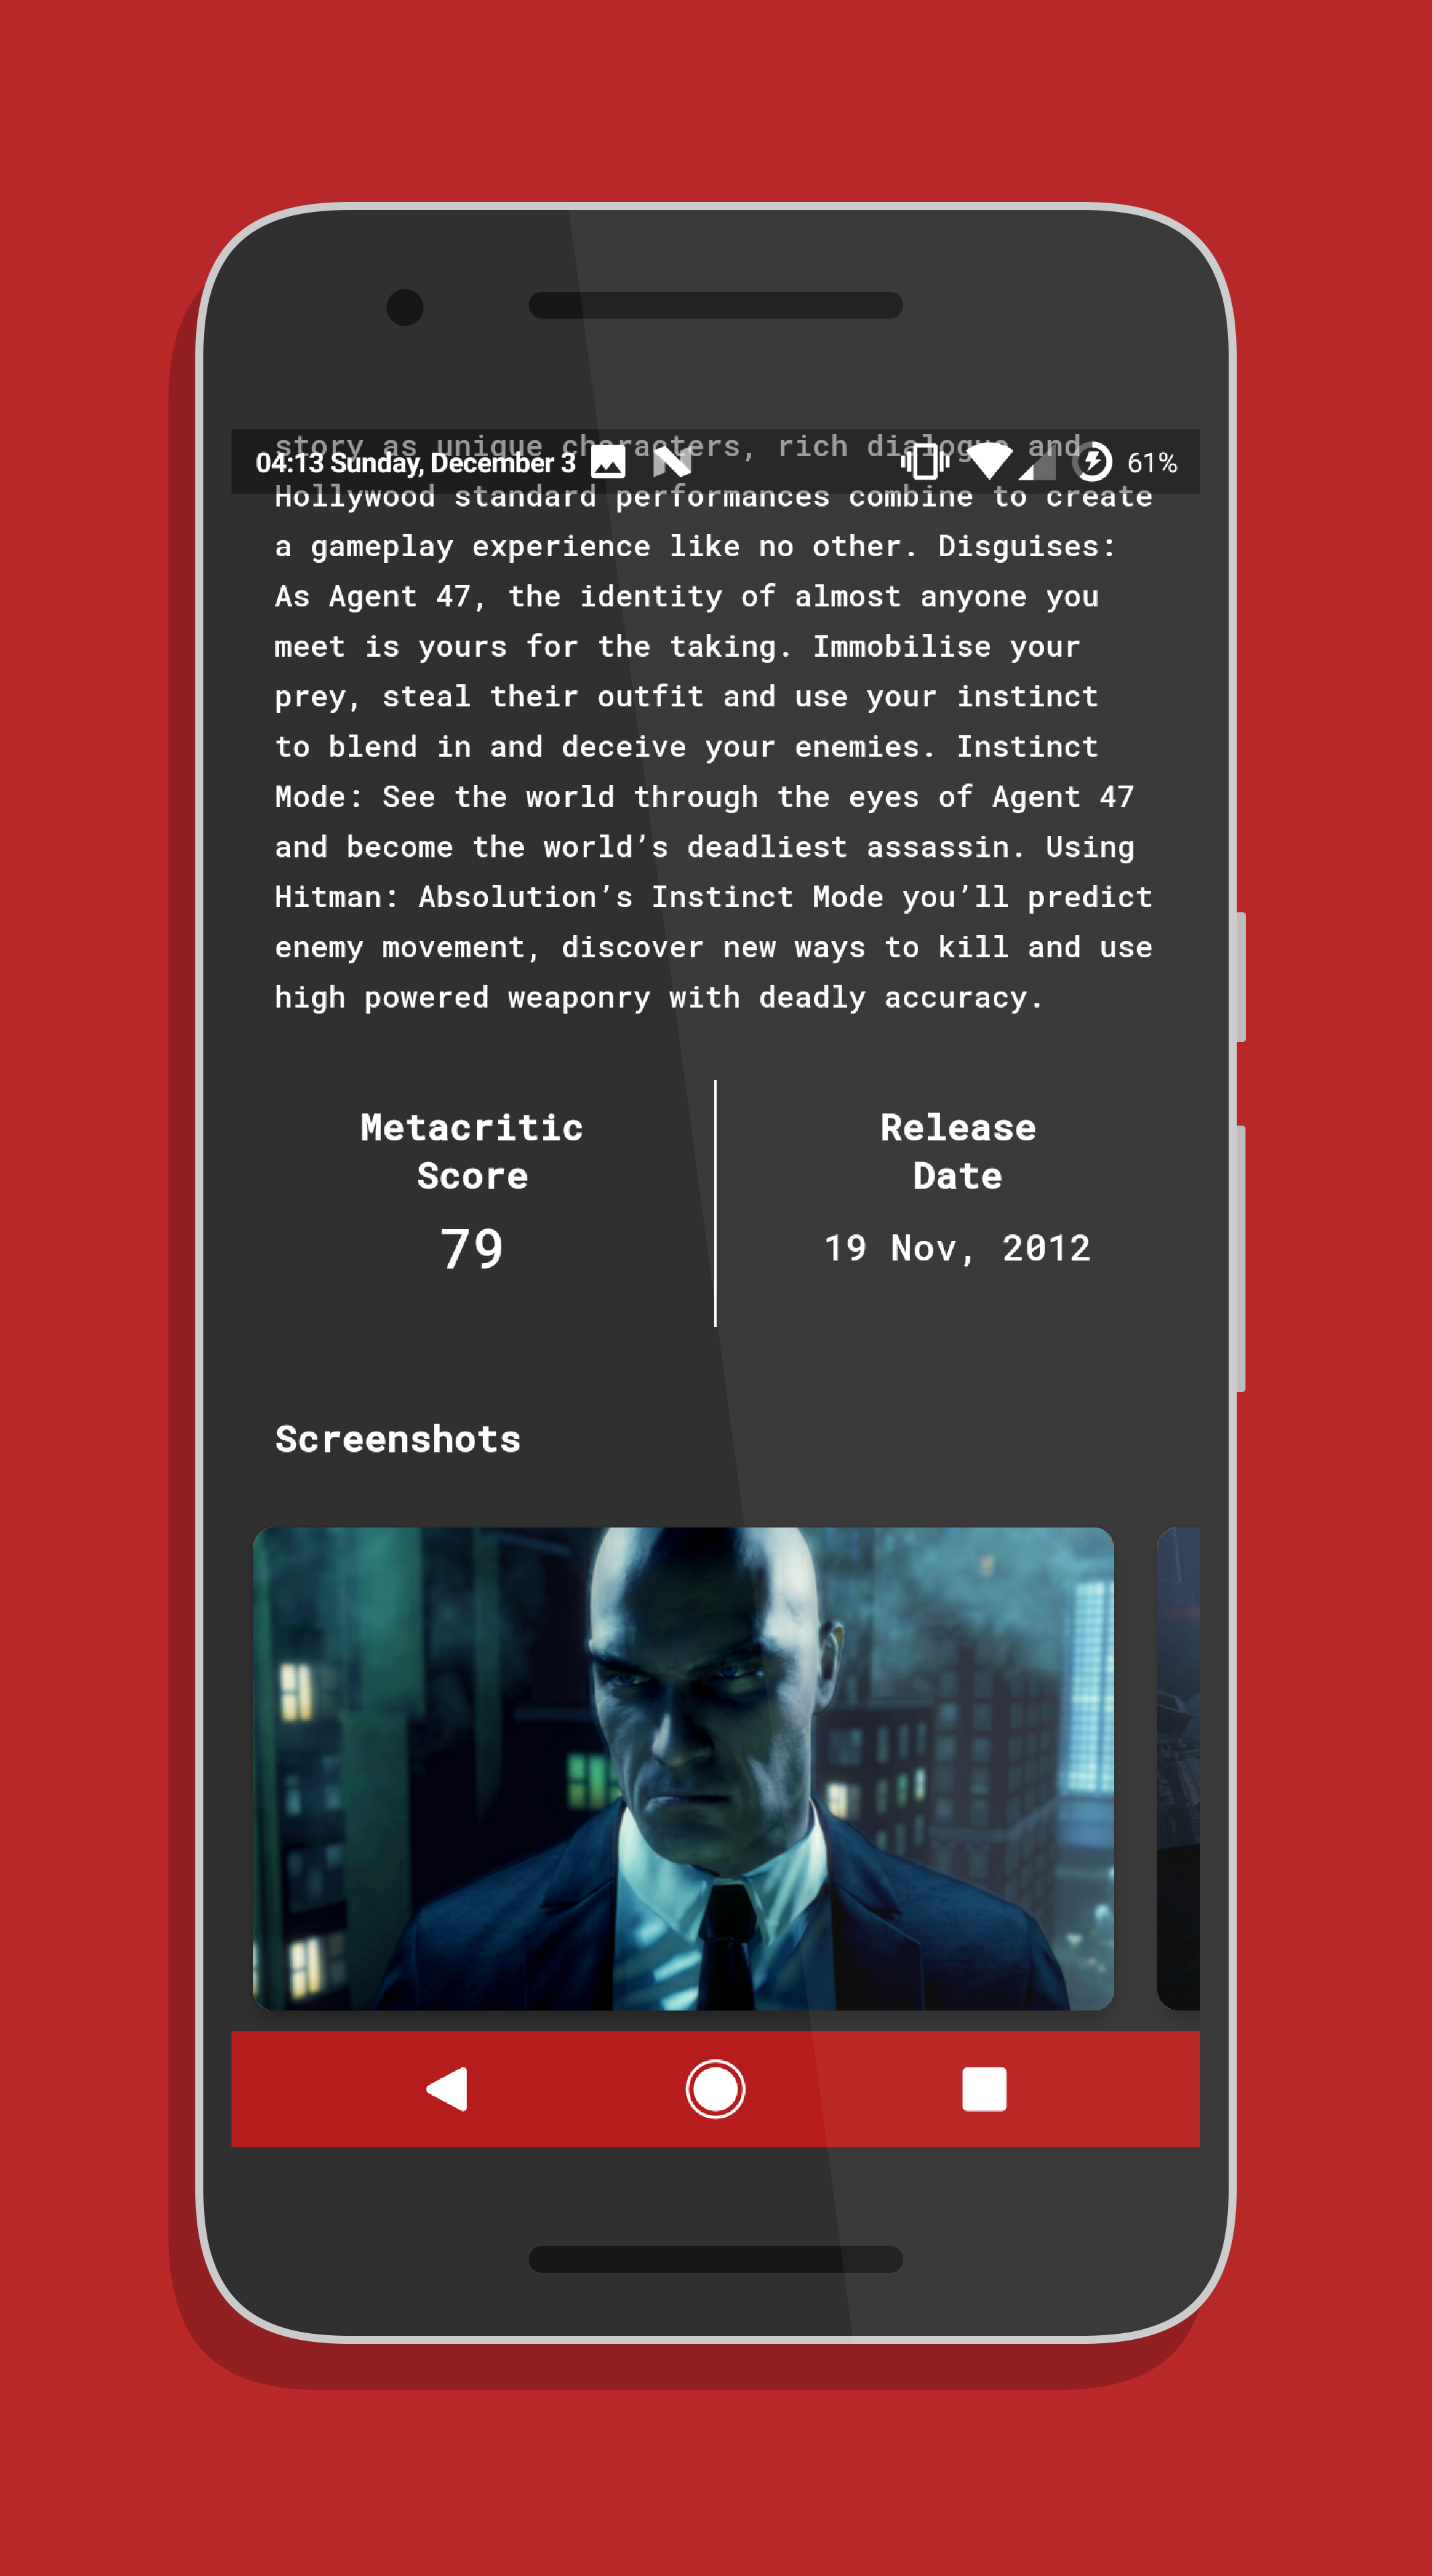 story as unique characters, rich dialogue and
04:13 Sunday, December 3 61%
Hollywood standard performances combine to create
a gameplay experience like no other. Disguises:
As Agent 47, the identity of almost anyone you
meet is yours for the taking. Immobilise your
prey, steal their outfit and use your instinct
to blend in and deceive your enemies. Instinct
Mode: See the world through the eyes of Agent 47
and become the world’s deadliest assassin. Using
Hitman: Absolution’s Instinct Mode you’ll predict
enemy movement, discover new ways to kill and use
high powered weaponry with deadly accuracy.
Metacritic
Score
79
Release
Date
19 Nov, 2012
Screenshots